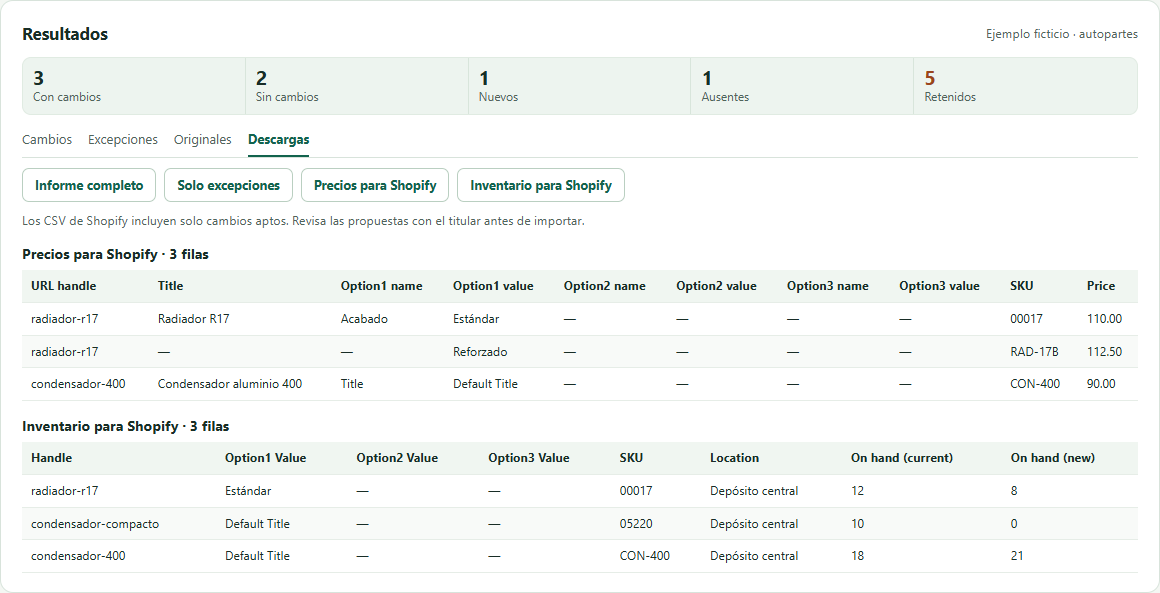 Resultados
Ejemplo ficticio · autopartes
3 2 1 1 5
Con cambios Sin cambios Nuevos Ausentes Retenidos
Cambios Excepciones Originales Descargas
Informe completo Solo excepciones Precios para Shopify Inventario para Shopify
Los CSV de Shopify incluyen solo cambios aptos. Revisa las propuestas con el titular antes de importar.
Precios para Shopify · 3 filas
URL handle Title Option1 name Option1 value Option2 name Option2 value Option3 name Option3 value SKU Price
radiador-r17 Radiador R17 Acabado Estándar — — — — 00017 110.00
radiador-r17 — — Reforzado — — — — RAD-17B 112.50
condensador-400 Condensador aluminio 400 Title Default Title — — — — CON-400 90.00
Inventario para Shopify · 3 filas
Handle Option1 Value Option2 Value Option3 Value SKU Location On hand (current) On hand (new)
radiador-r17 Estándar — — 00017 Depósito central 12 8
condensador-compacto Default Title — — 05220 Depósito central 10 0
condensador-400 Default Title — — CON-400 Depósito central 18 21